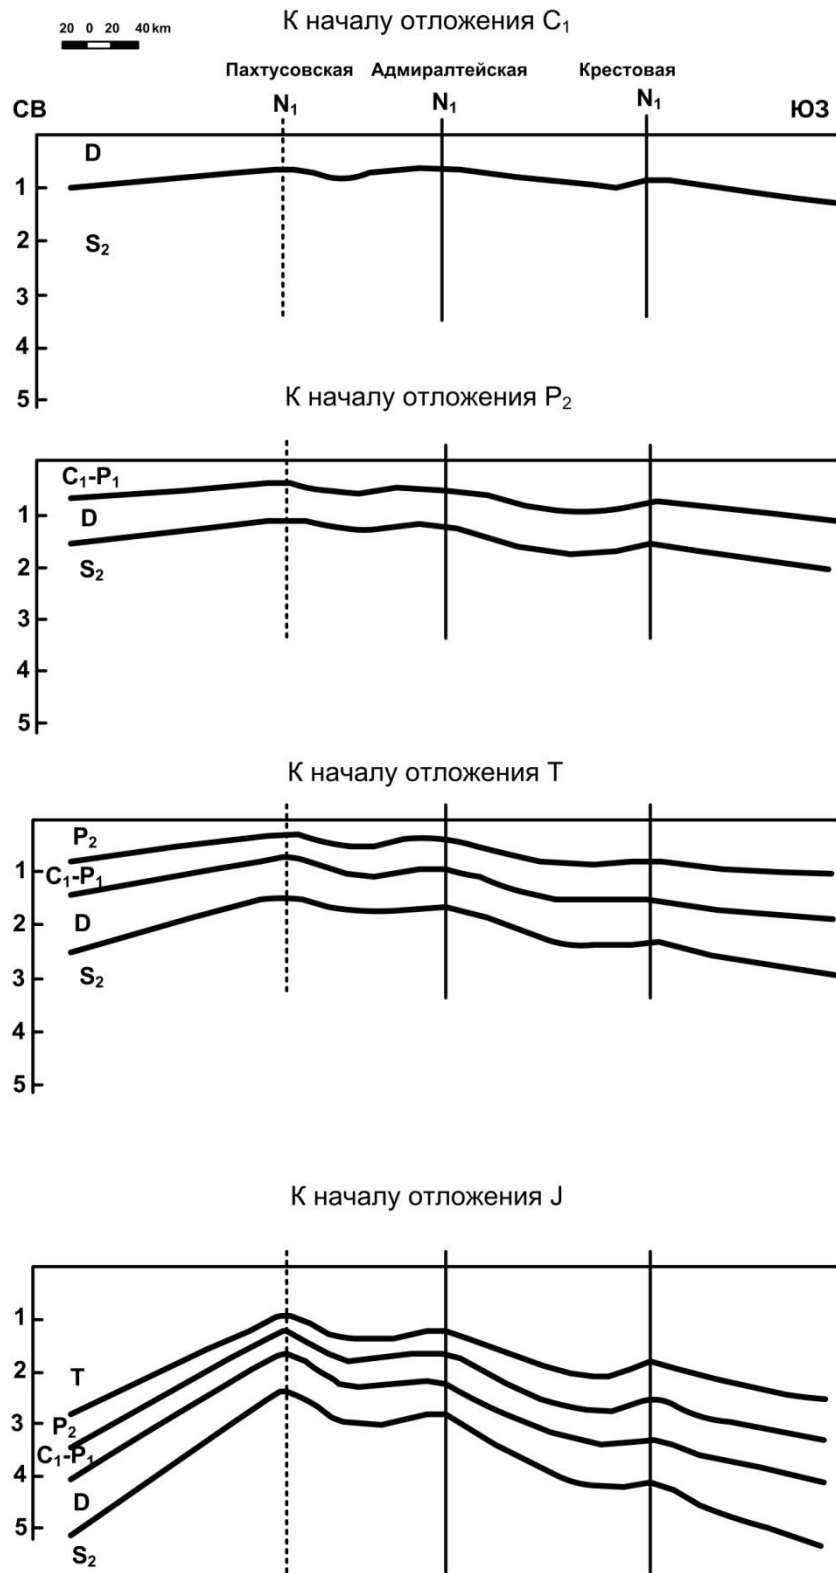 К началу отложения C₁
20 0 20 40 km
Пахтусовская Адмиралтейская Крестовая
СВ N₁ N₁ N₁ ЮЗ
D
1
2 S₂
3
4
5
К началу отложения P₂
C₁-P₁
1 D
2 S₂
3
4
5
К началу отложения T
P₂
1 C₁-P₁
2 D
3 S₂
4
5
К началу отложения J
1
2 T
3 P₂
C₁-P₁
4 D
5 S₂